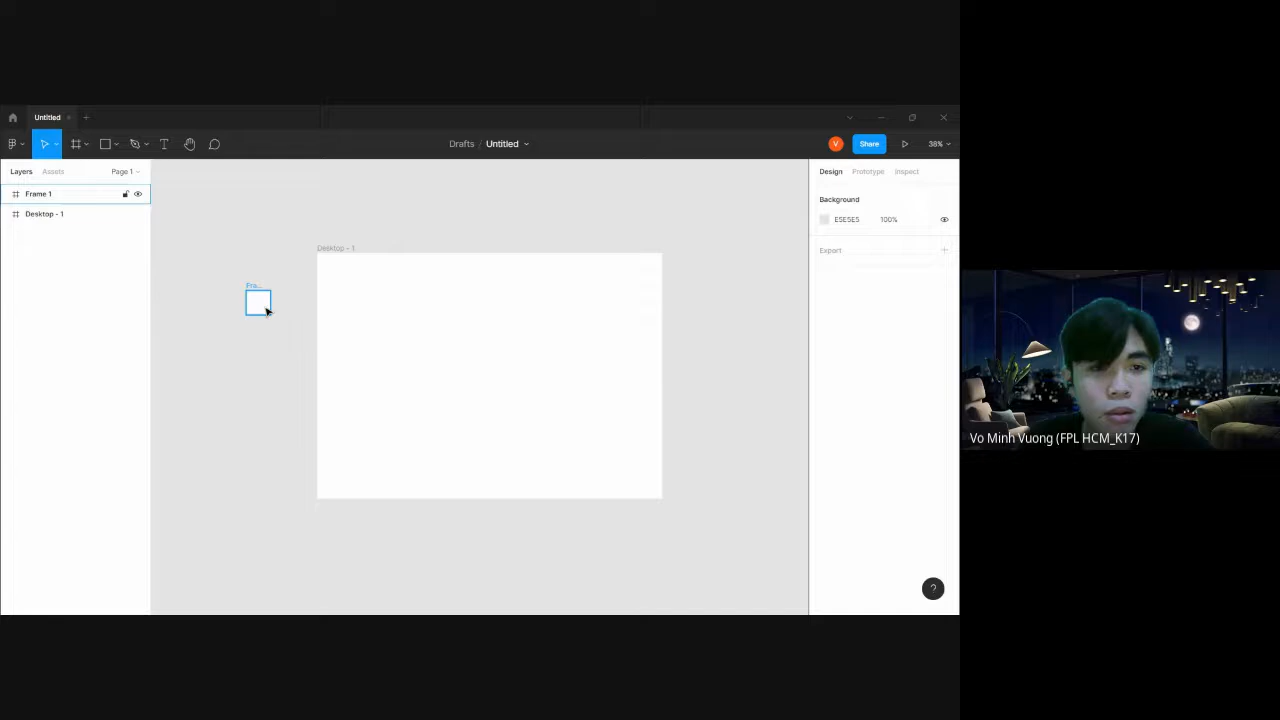 Untitled
Drafts / Untitled
V
Share
38%
Layers
Assets
Page 1
Design
Prototype
Inspect
Frame 1
Desktop - 1
Background
E5E5E5
100%
Export
Desktop - 1
Fra...
?
Vo Minh Vuong (FPL HCM_K17)